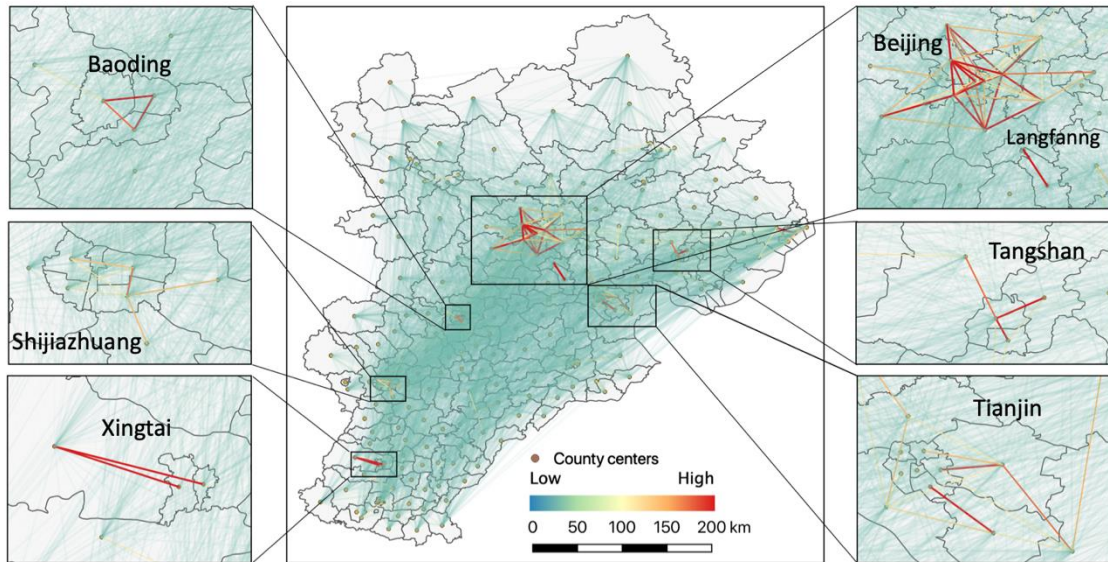 Baoding
Beijing
Langfanng
Shijiazhuang
Tangshan
Xingtai
Tianjin
County centers
Low High
0 50 100 150 200 km